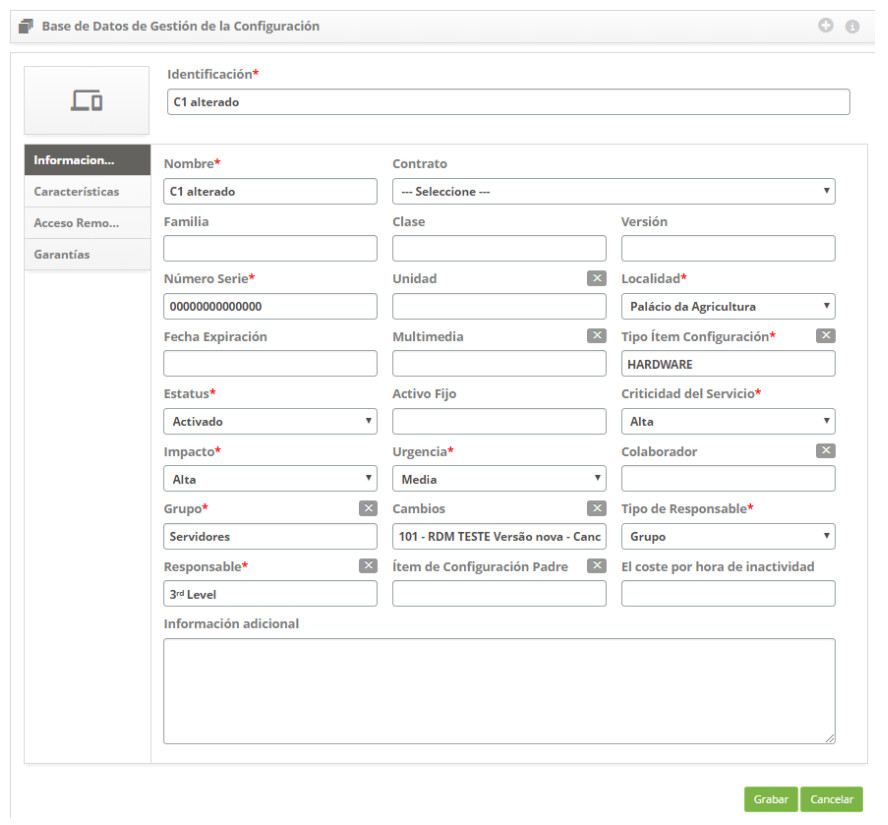 Base de Datos de Gestión de la Configuración
Identificación*
C1 alterado
Informacion...
Características
Acceso Remo...
Garantías
Nombre* Contrato
C1 alterado --- Seleccione ---
Familia Clase Versión
Número Serie* Unidad Localidad*
00000000000000 Palácio da Agricultura
Fecha Expiración Multimedia Tipo Ítem Configuración*
HARDWARE
Estatus* Activo Fijo Criticidad del Servicio*
Activado Alta
Impacto* Urgencia* Colaborador
Alta Media
Grupo* Cambios Tipo de Responsable*
Servidores 101 - RDM TESTE Versão nova - Canc Grupo
Responsable* Ítem de Configuración Padre El coste por hora de inactividad
3rd Level
Información adicional
Grabar Cancelar